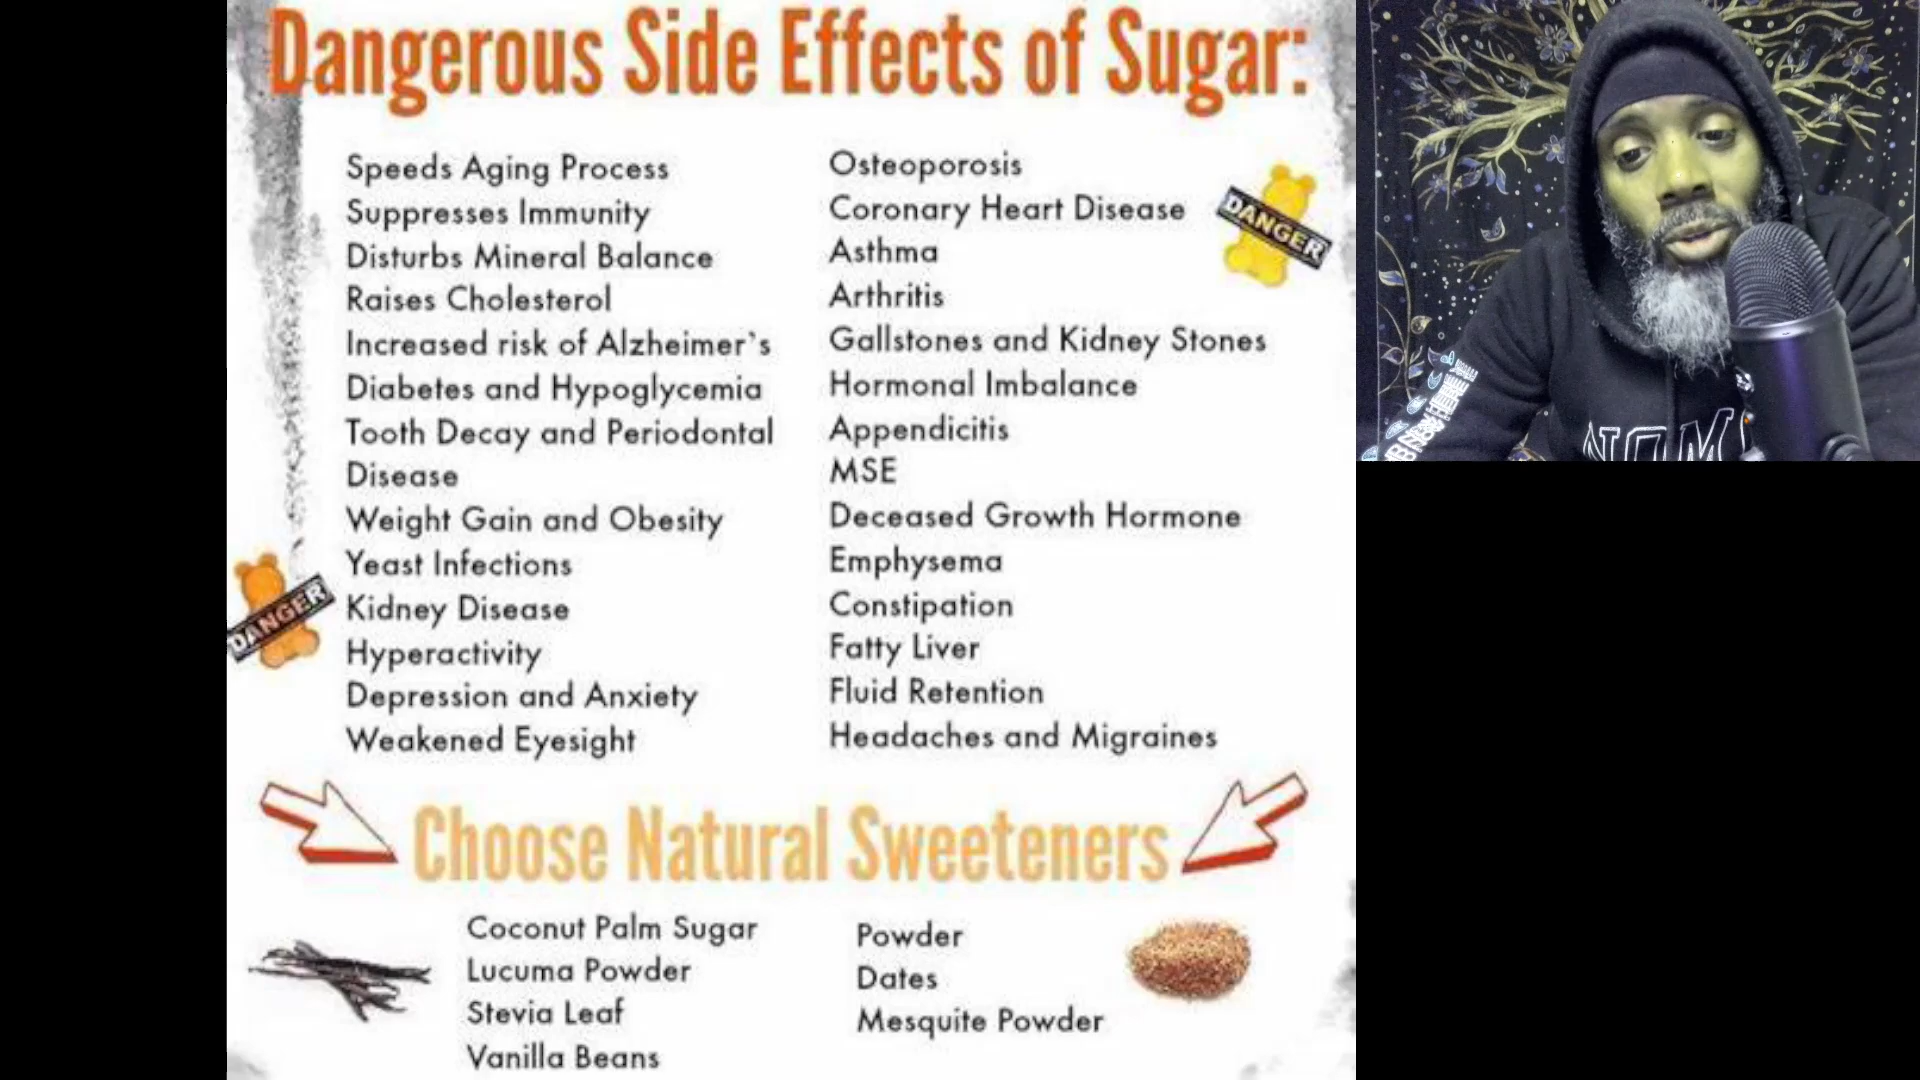 Dangerous Side Effects of Sugar:
Speeds Aging Process
Suppresses Immunity
Disturbs Mineral Balance
Raises Cholesterol
Increased risk of Alzheimer's
Diabetes and Hypoglycemia
Tooth Decay and Periodontal
Disease
Weight Gain and Obesity
Yeast Infections
Kidney Disease
Hyperactivity
Depression and Anxiety
Weakened Eyesight
DANGER
Osteoporosis
Coronary Heart Disease
Asthma
Arthritis
Gallstones and Kidney Stones
Hormonal Imbalance
Appendicitis
MSE
Deceased Growth Hormone
Emphysema
Constipation
Fatty Liver
Fluid Retention
Headaches and Migraines
DANGER
Choose Natural Sweeteners
Coconut Palm Sugar
Lucuma Powder
Stevia Leaf
Vanilla Beans
Powder
Dates
Mesquite Powder